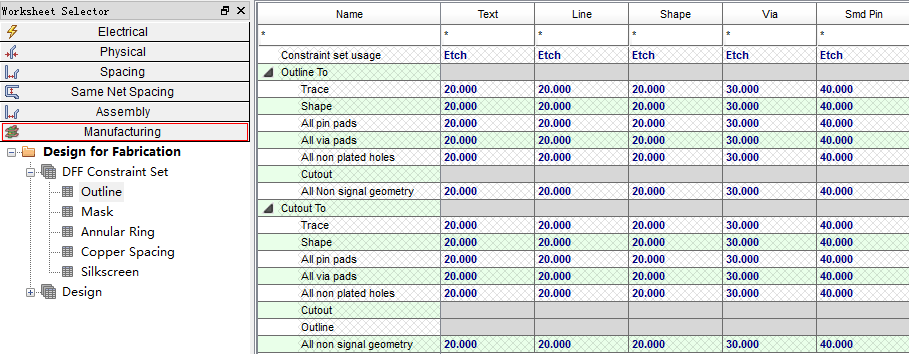 Worksheet Selector
Electrical
Physical
Spacing
Same Net Spacing
Assembly
Manufacturing
Design for Fabrication
DFF Constraint Set
Outline
Mask
Annular Ring
Copper Spacing
Silkscreen
Design
Name Text Line Shape Via Smd Pin
* * * * * *
Constraint set usage Etch Etch Etch Etch Etch
Outline To
Trace 20.000 20.000 20.000 30.000 40.000
Shape 20.000 20.000 20.000 30.000 40.000
All pin pads 20.000 20.000 20.000 30.000 40.000
All via pads 20.000 20.000 20.000 30.000 40.000
All non plated holes 20.000 20.000 20.000 30.000 40.000
Cutout
All Non signal geometry 20.000 20.000 20.000 30.000 40.000
Cutout To
Trace 20.000 20.000 20.000 30.000 40.000
Shape 20.000 20.000 20.000 30.000 40.000
All pin pads 20.000 20.000 20.000 30.000 40.000
All via pads 20.000 20.000 20.000 30.000 40.000
All non plated holes 20.000 20.000 20.000 30.000 40.000
Cutout
Outline
All non signal geometry 20.000 20.000 20.000 30.000 40.000